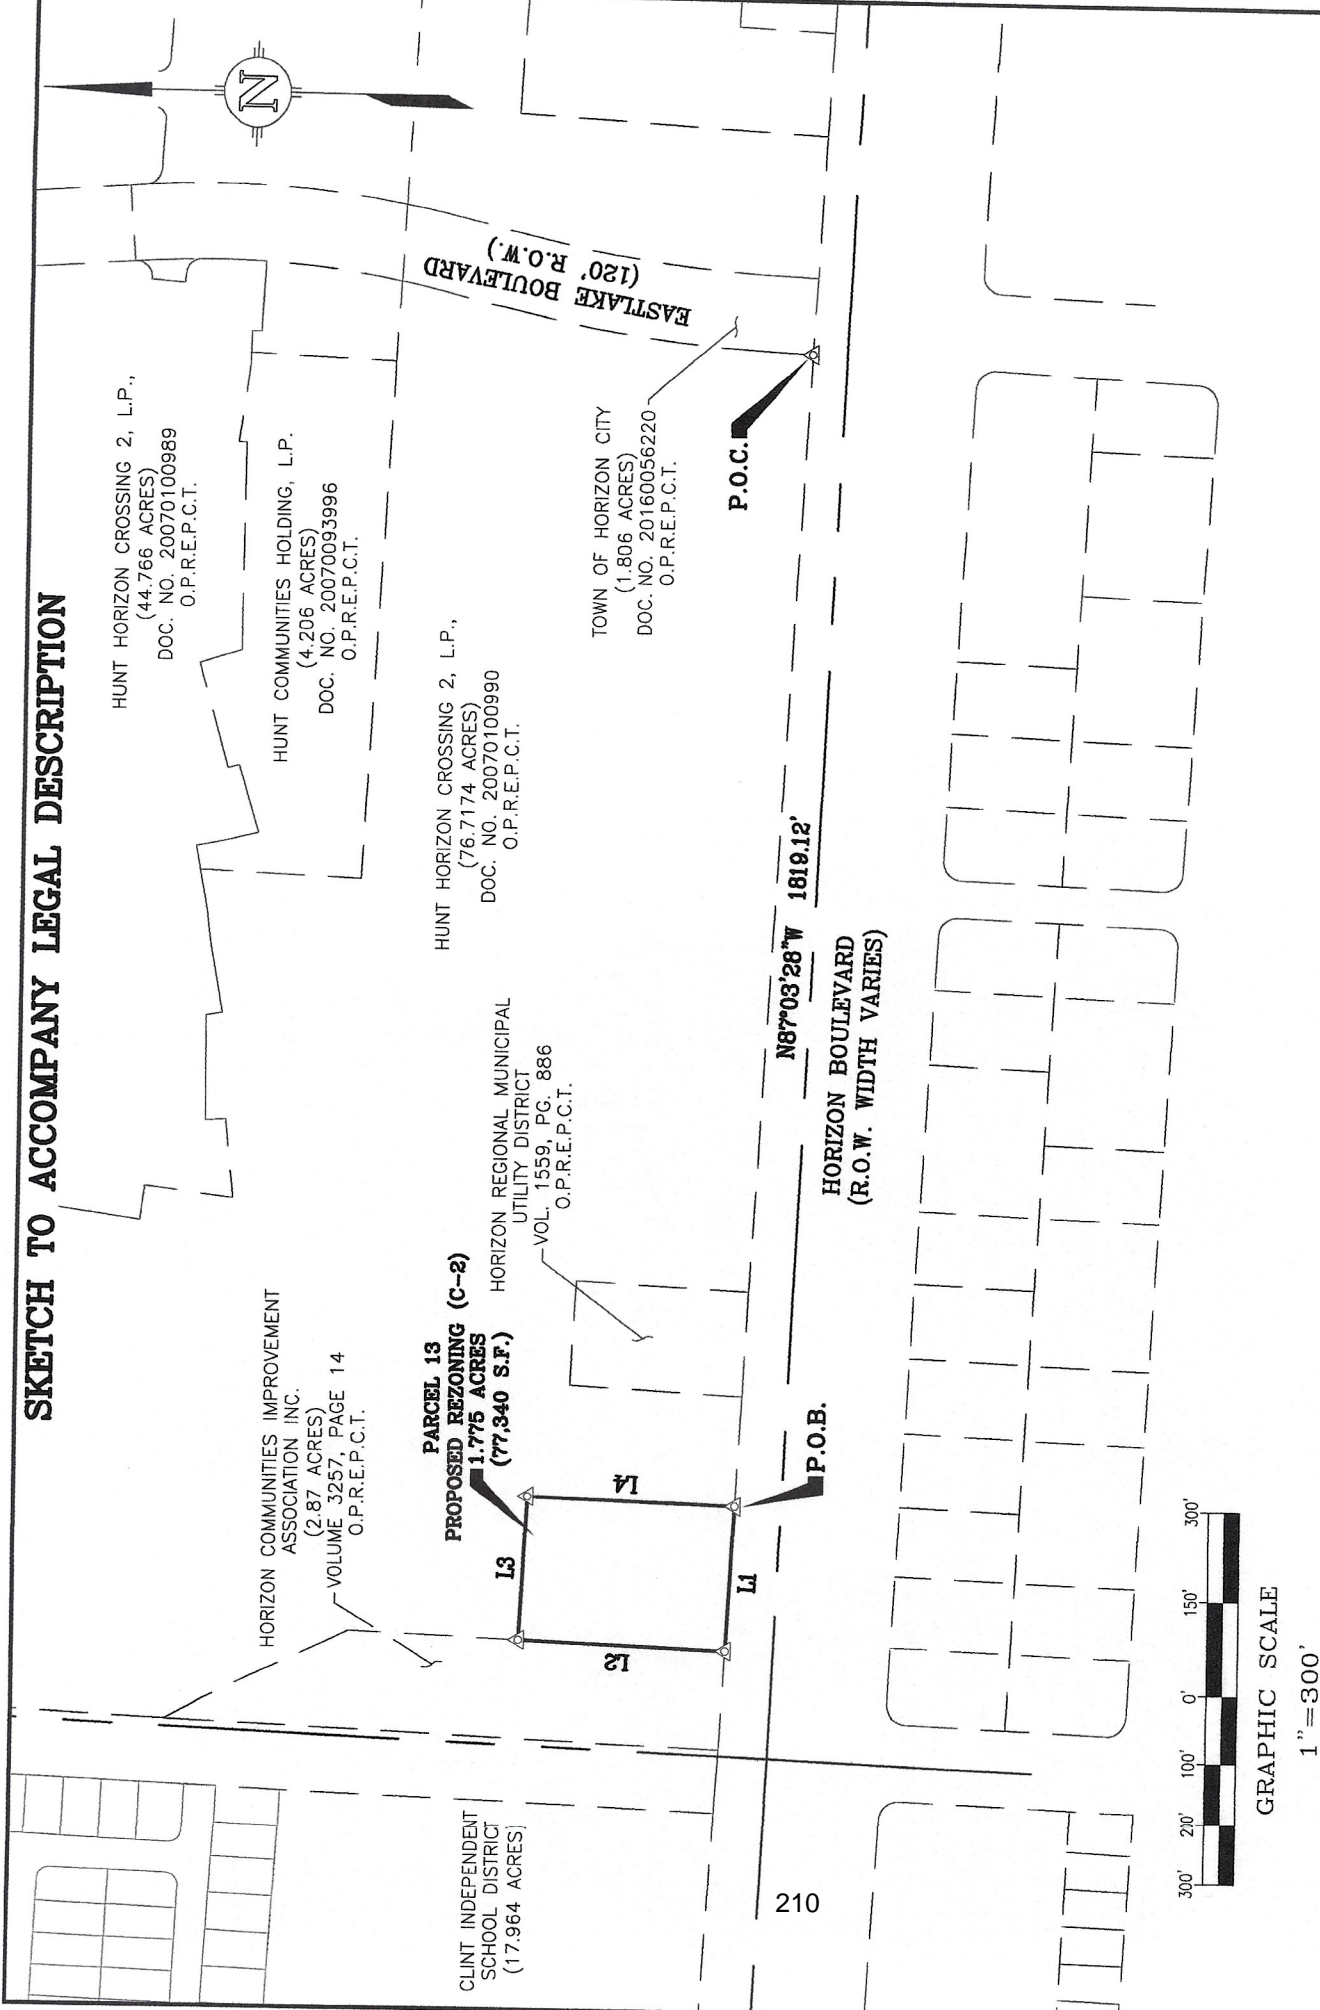 SKETCH TO ACCOMPANY LEGAL DESCRIPTION
N
HUNT HORIZON CROSSING 2, L.P.,
(44.766 ACRES)
DOC. NO. 20070100989
O.P.R.E.P.C.T.
HUNT COMMUNITIES HOLDING, L.P.
(4.206 ACRES)
DOC. NO. 20070093996
O.P.R.E.P.C.T.
EASTLAKE BOULEVARD
(120' R.O.W.)
HORIZON COMMUNITIES IMPROVEMENT
ASSOCIATION INC.
(2.87 ACRES)
VOLUME 3257, PAGE 14
O.P.R.E.P.C.T.
HUNT HORIZON CROSSING 2, L.P.,
(76.7174 ACRES)
DOC. NO. 20070100990
O.P.R.E.P.C.T.
PARCEL 13
PROPOSED REZONING (C-2)
1.775 ACRES
(77,340 S.F.)
HORIZON REGIONAL MUNICIPAL
UTILITY DISTRICT
VOL. 1559, PG. 886
O.P.R.E.P.C.T.
TOWN OF HORIZON CITY
(1.806 ACRES)
DOC. NO. 20160056220
O.P.R.E.P.C.T.
CLINT INDEPENDENT
SCHOOL DISTRICT
(17.964 ACRES)
L3
L2
L4
L1
P.O.C.
P.O.B.
N87°03'28"W 1819.12'
HORIZON BOULEVARD
(R.O.W. WIDTH VARIES)
210
300' 200' 100' 0' 150' 300'
GRAPHIC SCALE
1"=300'